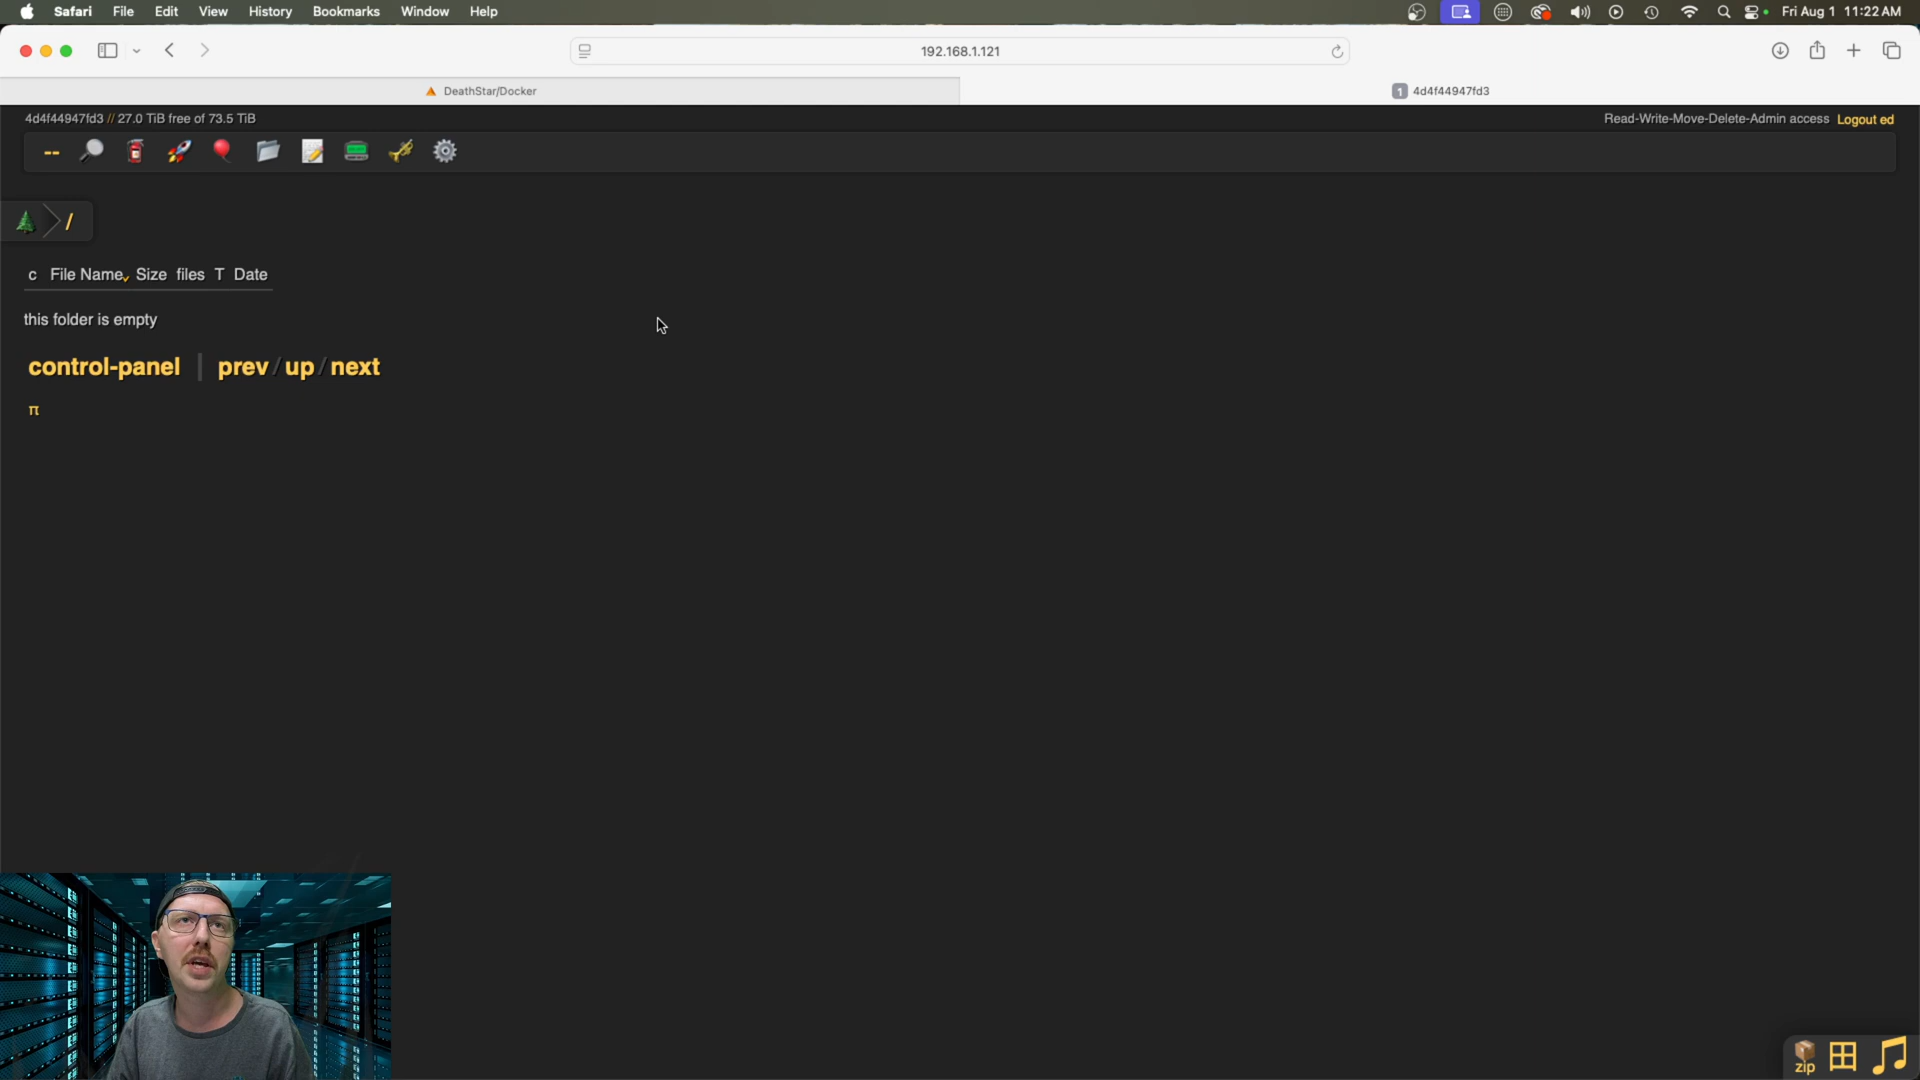 Safari File Edit View History Bookmarks Window Help Fri Aug 1 11:22 AM
192.168.1.121
DeathStar/Docker 1 4d4f44947fd3
4d4f44947fd3 // 27.0 TiB free of 73.5 TiB Read-Write-Move-Delete-Admin access Logout ed
--
/
c File Name Size files T Date
this folder is empty
control-panel | prev / up / next
π
zip 田